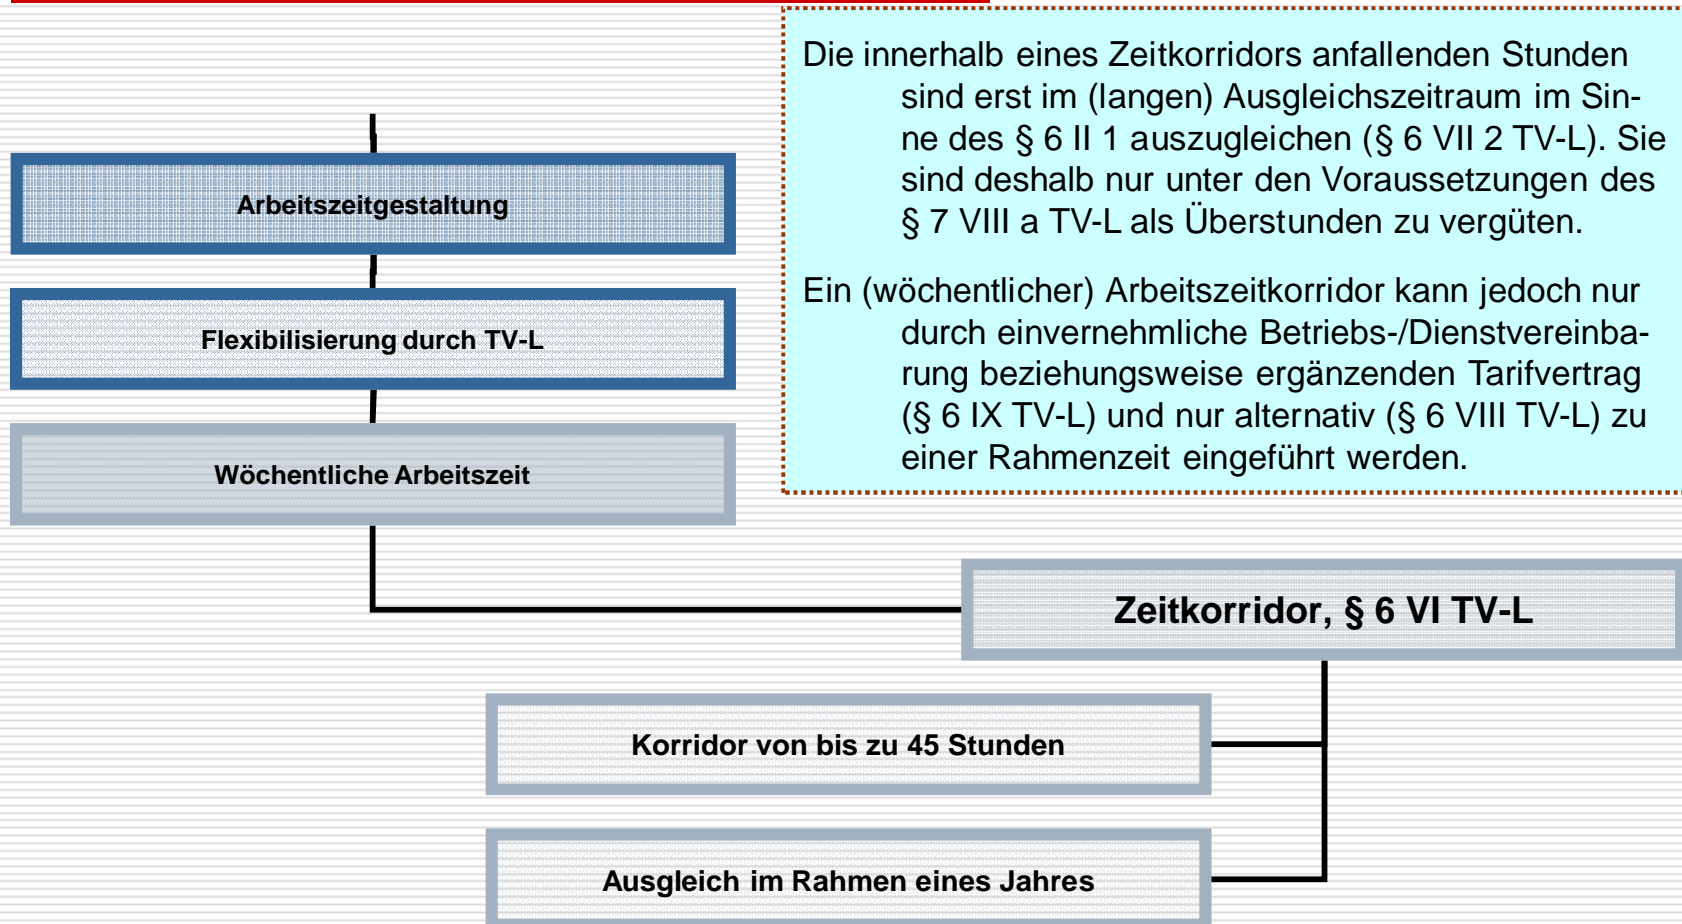 Die innerhalb eines Zeitkorridors anfallenden Stunden
sind erst im (langen) Ausgleichszeitraum im Sin-
ne des § 6 II 1 auszugleichen (§ 6 VII 2 TV-L). Sie
sind deshalb nur unter den Voraussetzungen des
§ 7 VIII a TV-L als Überstunden zu vergüten.
Ein (wöchentlicher) Arbeitszeitkorridor kann jedoch nur
durch einvernehmliche Betriebs-/Dienstvereinba-
rung beziehungsweise ergänzenden Tarifvertrag
(§ 6 IX TV-L) und nur alternativ (§ 6 VIII TV-L) zu
einer Rahmenzeit eingeführt werden.
Arbeitszeitgestaltung
Flexibilisierung durch TV-L
Wöchentliche Arbeitszeit
Zeitkorridor, § 6 VI TV-L
Korridor von bis zu 45 Stunden
Ausgleich im Rahmen eines Jahres